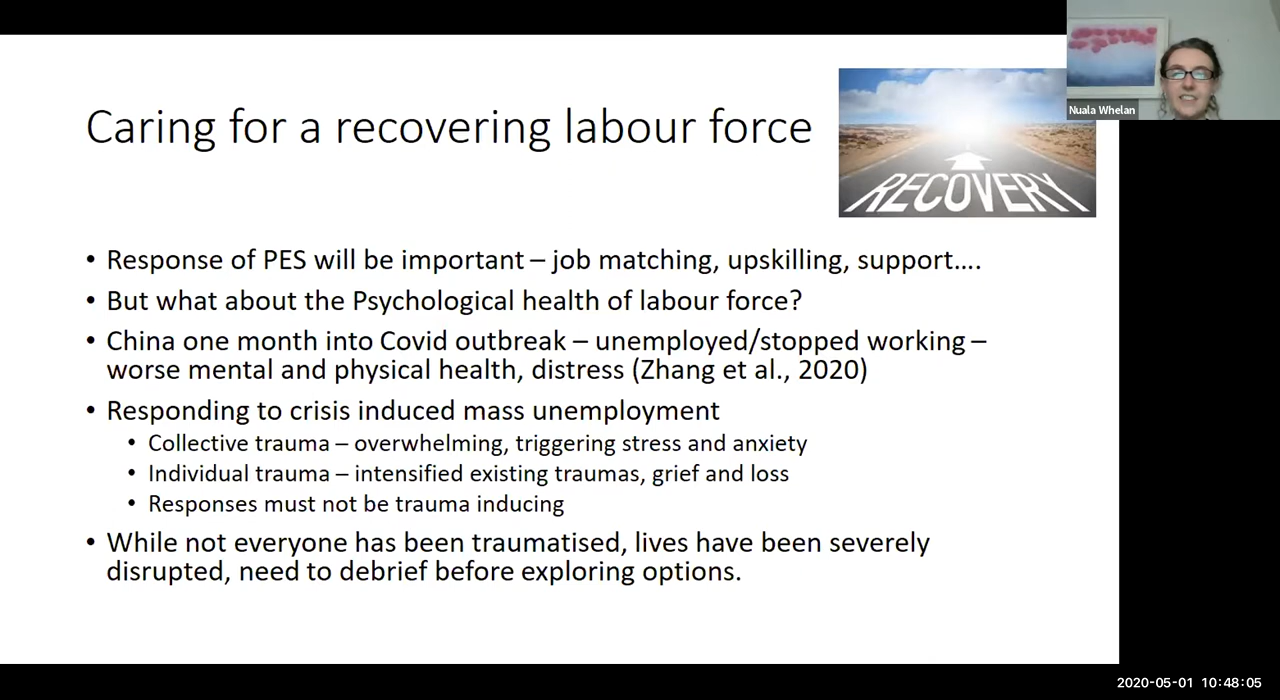 Caring for a recovering labour force
RECOVERY
Nuala Whelan
• Response of PES will be important – job matching, upskilling, support….
• But what about the Psychological health of labour force?
• China one month into Covid outbreak – unemployed/stopped working –
worse mental and physical health, distress (Zhang et al., 2020)
• Responding to crisis induced mass unemployment
• Collective trauma – overwhelming, triggering stress and anxiety
• Individual trauma – intensified existing traumas, grief and loss
• Responses must not be trauma inducing
• While not everyone has been traumatised, lives have been severely
disrupted, need to debrief before exploring options.
2020-05-01 10:48:05